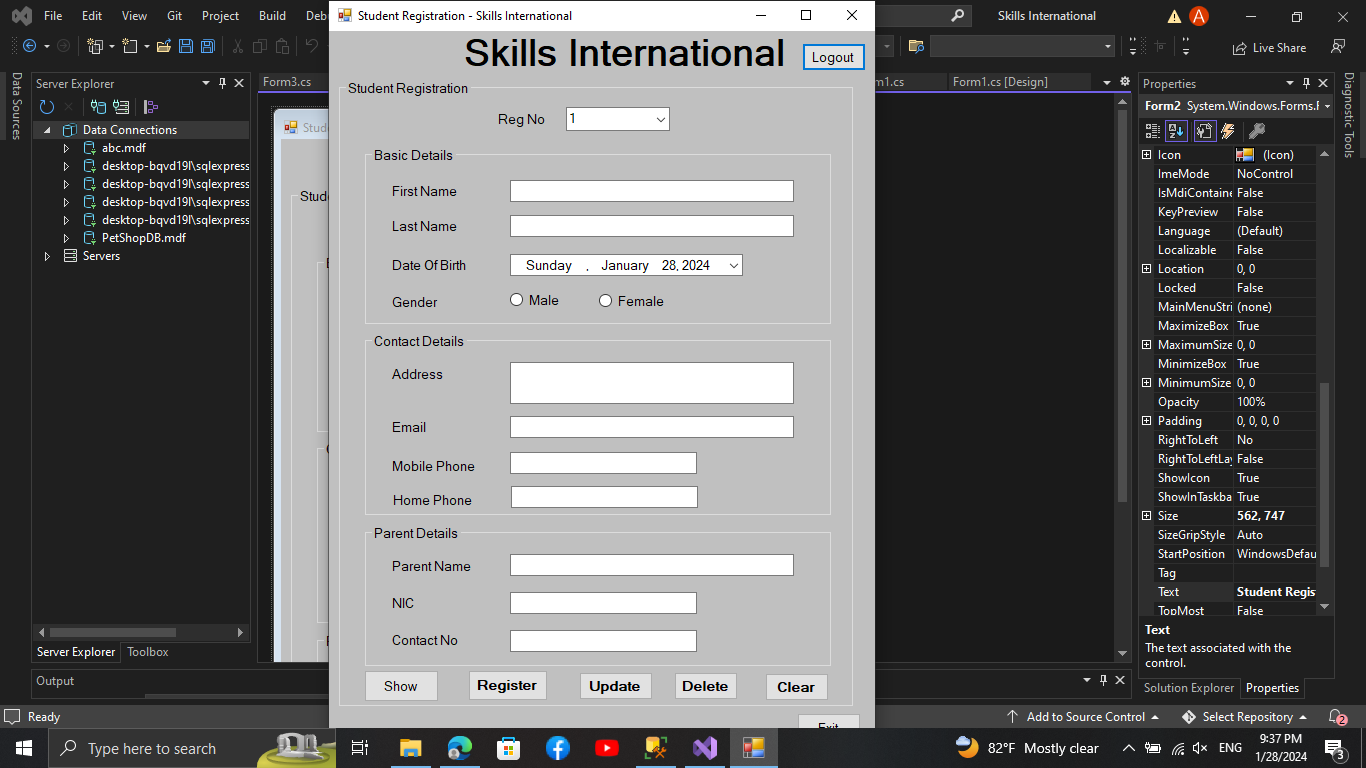 File Edit View Git Project Build Deb
Skills International
Live Share
Student Registration - Skills International
Skills International
Logout
Student Registration
Reg No 1
Basic Details
First Name
Last Name
Date Of Birth Sunday , January 28, 2024
Gender Male Female
Contact Details
Address
Email
Mobile Phone
Home Phone
Parent Details
Parent Name
NIC
Contact No
Show Register Update Delete Clear
Exit
Data Sources
Server Explorer
Data Connections
abc.mdf
desktop-bqvd19l\sqlexpress
desktop-bqvd19l\sqlexpress
desktop-bqvd19l\sqlexpress
desktop-bqvd19l\sqlexpress
PetShopDB.mdf
Servers
Server Explorer Toolbox
Output
Form3.cs
m1.cs
Form1.cs [Design]
Stude
Stude
Properties
Form2 System.Windows.Forms.F
Icon (Icon)
ImeMode NoControl
IsMdiContaine False
KeyPreview False
Language (Default)
Localizable False
Location 0, 0
Locked False
MainMenuStri (none)
MaximizeBox True
MaximumSize 0, 0
MinimizeBox True
MinimumSize 0, 0
Opacity 100%
Padding 0, 0, 0, 0
RightToLeft No
RightToLeftLay False
ShowIcon True
ShowInTaskba True
Size 562, 747
SizeGripStyle Auto
StartPosition WindowsDefau
Tag
Text Student Regis
TopMost False
Text
The text associated with the
control.
Solution Explorer Properties
Diagnostic Tools
Ready
Add to Source Control Select Repository 2
Type here to search
82°F Mostly clear
ENG
9:37 PM
1/28/2024
3